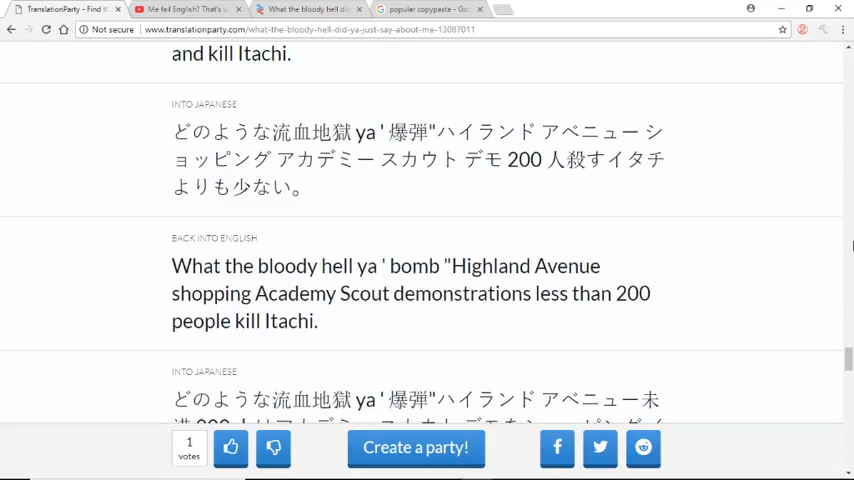 TranslationParty - Find th
Me fail English? That's u
What the bloody hell did
popular copypasta - Goo
Not secure
www.translationparty.com/what-the-bloody-hell-did-ya-just-say-about-me-13087011
and kill Itachi.
INTO JAPANESE
どのような流血地獄 ya ' 爆弾"ハイランド アベニュー シ
ョッピング アカデミー スカウト デモ 200 人殺すイタチ
よりも少ない。
BACK INTO ENGLISH
What the bloody hell ya ' bomb "Highland Avenue
shopping Academy Scout demonstrations less than 200
people kill Itachi.
INTO JAPANESE
どのような流血地獄 ya ' 爆弾"ハイランド アベニュー未
1
votes
Create a party!